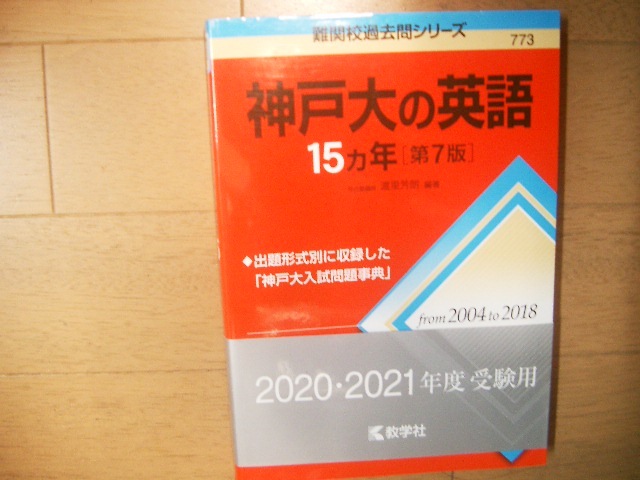 難関校過去問シリーズ
773
神戸大の英語
15カ年[第7版]
編著
◆出題形式別に収録した
「神戸大入試問題事典」
from 2004 to 2018
2020・2021年度 受験用
教学社